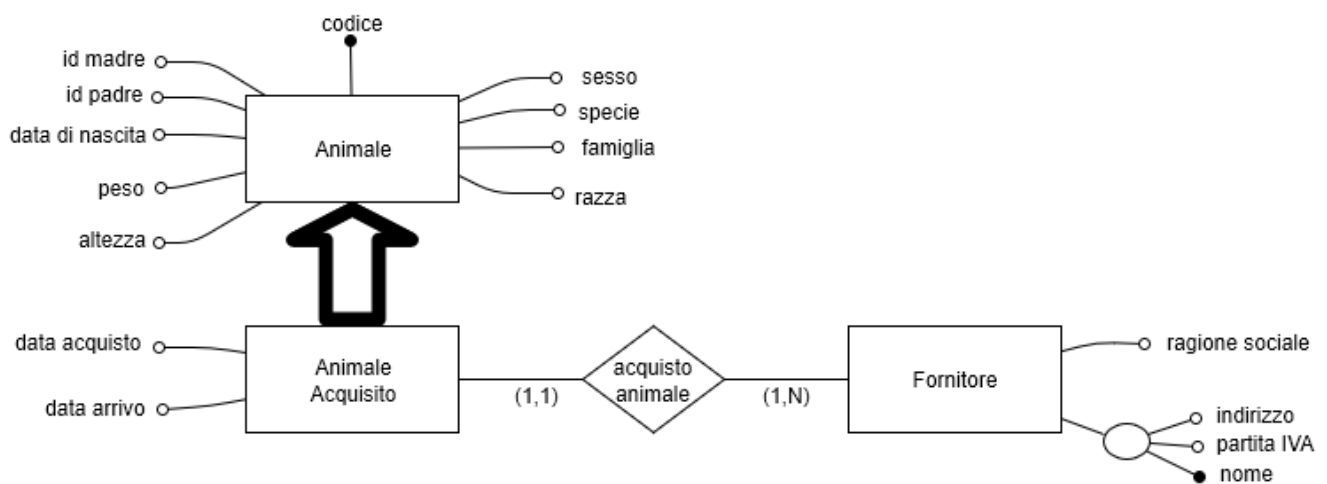 codice
id madre
id padre
data di nascita
peso
altezza
Animale
sesso
specie
famiglia
razza
data acquisto
data arrivo
Animale
Acquisito
(1,1)
acquisto
animale
(1,N)
Fornitore
ragione sociale
indirizzo
partita IVA
nome